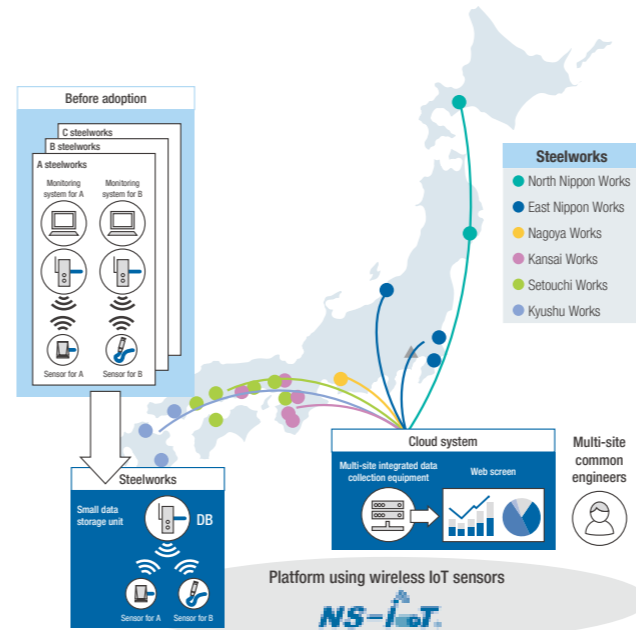 Before adoption
C steelworks
B steelworks
A steelworks
Monitoring
system for A
Monitoring
system for B
Sensor for A
Sensor for B
Steelworks
North Nippon Works
East Nippon Works
Nagoya Works
Kansai Works
Setouchi Works
Kyushu Works
Cloud system
Multi-site integrated data
collection equipment
Web screen
Multi-site
common
engineers
Steelworks
Small data
storage unit
DB
Sensor for A
Sensor for B
Platform using wireless IoT sensors
NS-IoT